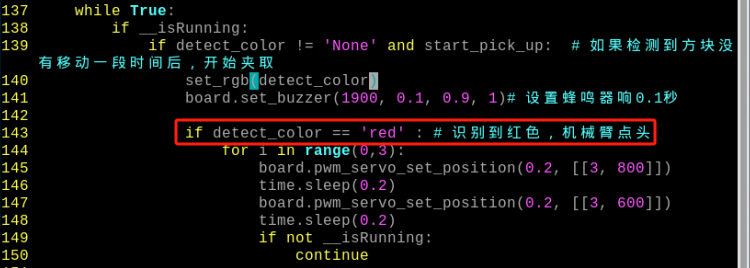 137     while True:
138         if __isRunning:
139             if detect_color != 'None' and start_pick_up:  # 如果检测到方块没
有移动一段时间后，开始夹取
140                 set_rgb(detect_color)
141                 board.set_buzzer(1900, 0.1, 0.9, 1)# 设置蜂鸣器响0.1秒
142
143                 if detect_color == 'red' : # 识别到红色，机械臂点头
144                     for i in range(0,3):
145                         board.pwm_servo_set_position(0.2, [[3, 800]])
146                         time.sleep(0.2)
147                         board.pwm_servo_set_position(0.2, [[3, 600]])
148                         time.sleep(0.2)
149                         if not __isRunning:
150                             continue